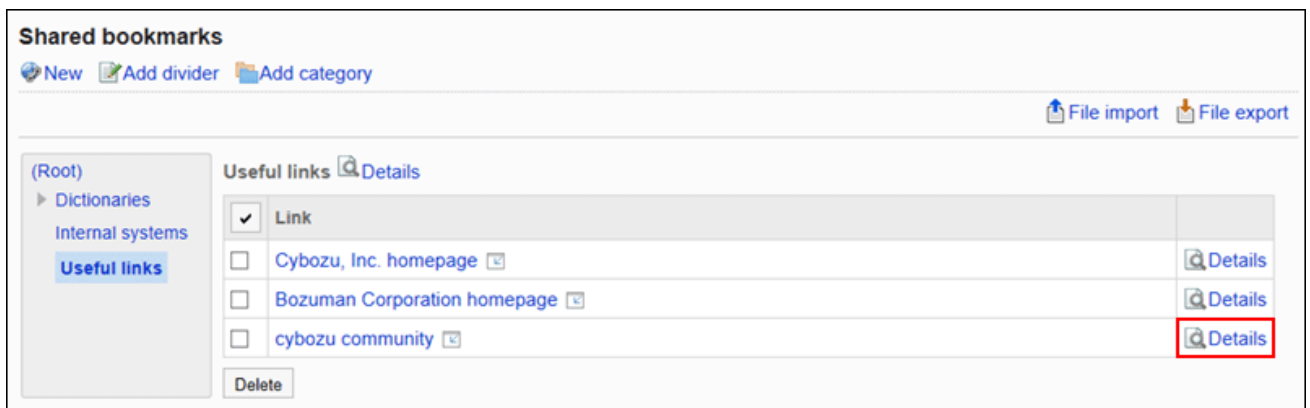 Shared bookmarks
New Add divider Add category
File import File export
(Root)
Dictionaries
Internal systems
Useful links
Useful links Details
Link
Cybozu, Inc. homepage Details
Bozuman Corporation homepage Details
cybozu community Details
Delete